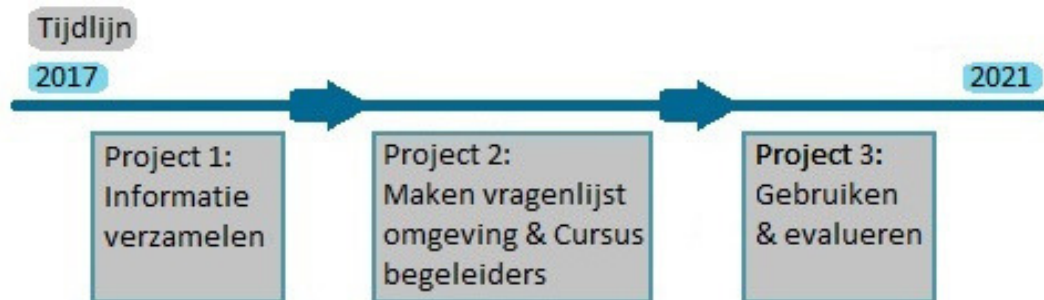 Tijdlijn
2017
2021
Project 1:
Informatie
verzamelen
Project 2:
Maken vragenlijst
omgeving & Cursus
begeleiders
Project 3:
Gebruiken
& evalueren